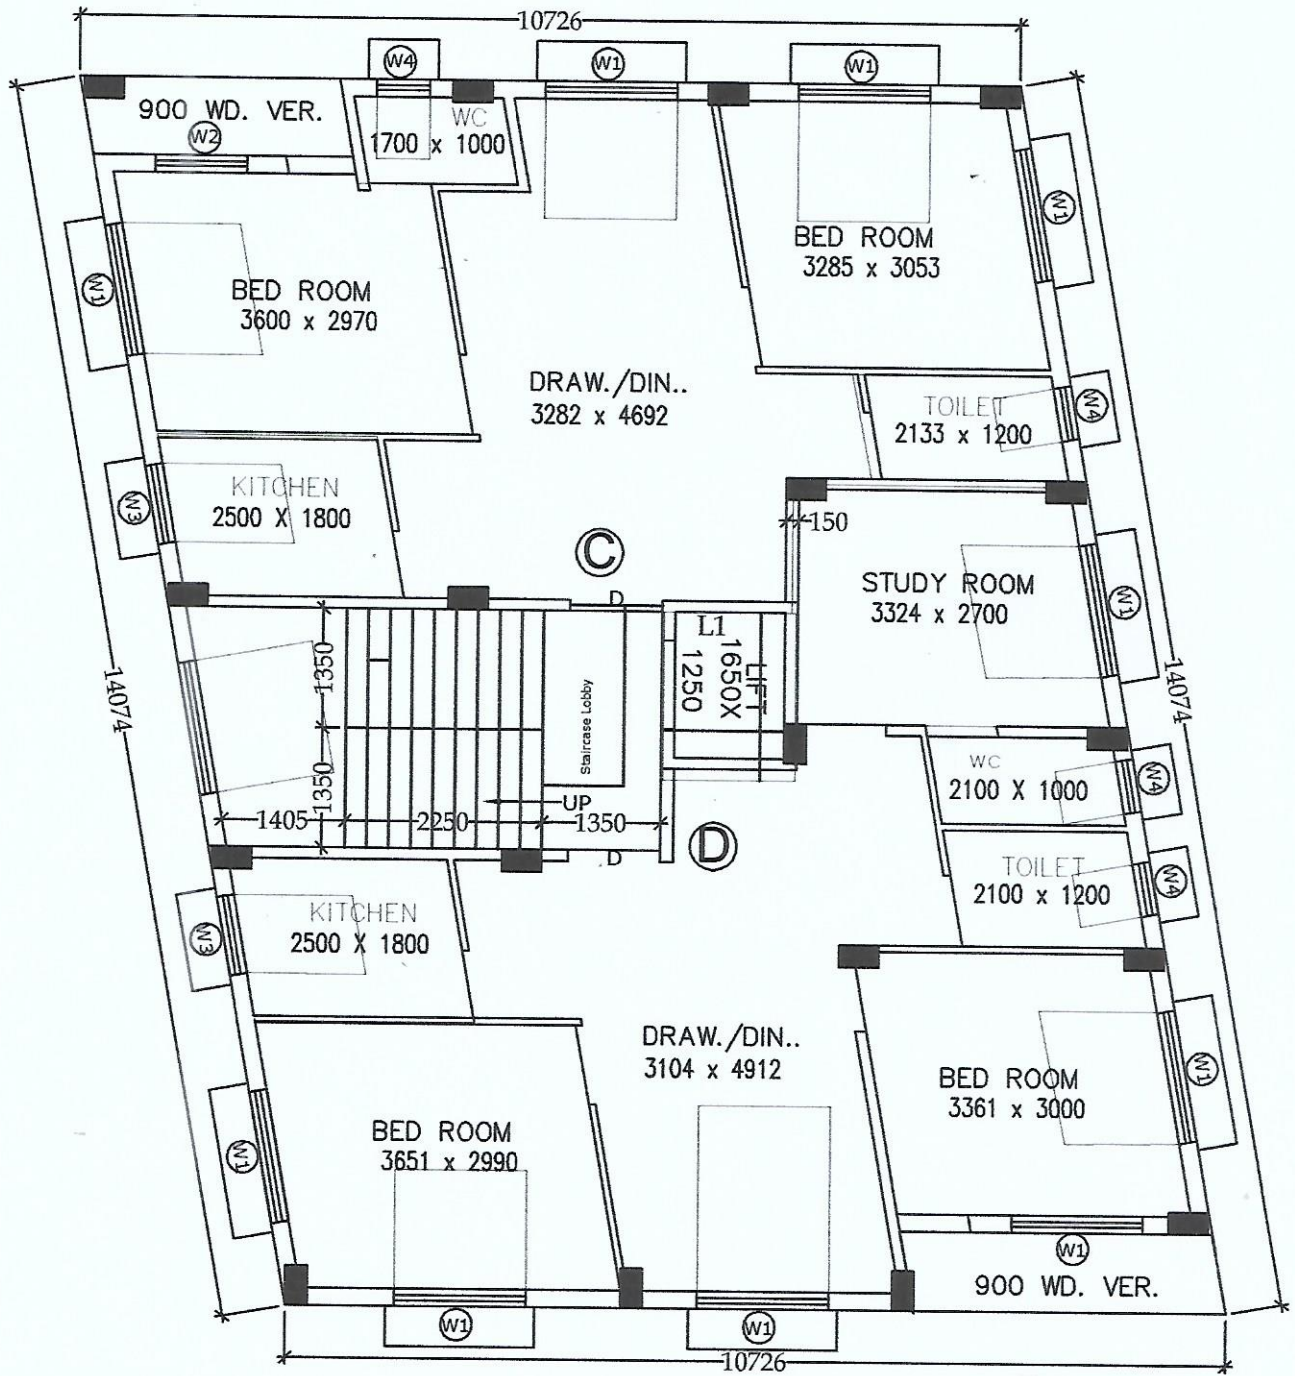 10726
W4
W1
W1
900 WD. VER.
W2
WC
1700 x 1000
W1
BED ROOM
3285 x 3053
W1
BED ROOM
3600 x 2970
DRAW./DIN..
3282 x 4692
TOILET
2133 x 1200
W4
KITCHEN
2500 X 1800
W3
150
C
STUDY ROOM
3324 x 2700
W1
D
L1
LIFT
1650X
1250
1350
1350
14074
14074
Staircase Lobby
UP
1405
2250
1350
WC
2100 X 1000
W4
D
D
TOILET
2100 x 1200
W4
KITCHEN
2500 X 1800
W3
DRAW./DIN..
3104 x 4912
BED ROOM
3361 x 3000
W1
BED ROOM
3651 x 2990
W1
W1
900 WD. VER.
W1
W1
10726